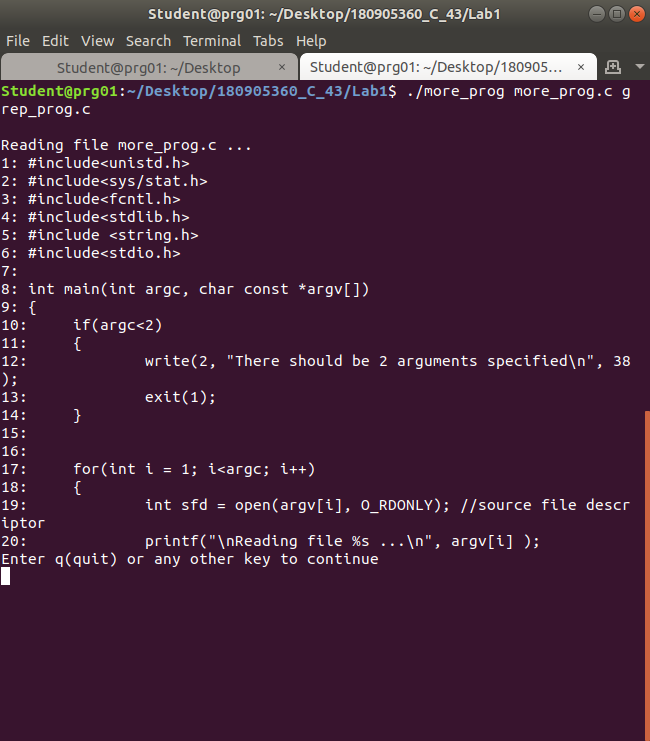 Student@prg01: ~/Desktop/180905360_C_43/Lab1
File Edit View Search Terminal Tabs Help
Student@prg01: ~/Desktop × Student@prg01: ~/Desktop/180905... ×
Student@prg01:~/Desktop/180905360_C_43/Lab1$ ./more_prog more_prog.c g
rep_prog.c

Reading file more_prog.c ...
1: #include<unistd.h>
2: #include<sys/stat.h>
3: #include<fcntl.h>
4: #include<stdlib.h>
5: #include <string.h>
6: #include<stdio.h>
7:
8: int main(int argc, char const *argv[])
9: {
10:     if(argc<2)
11:     {
12:             write(2, "There should be 2 arguments specified\n", 38
);
13:             exit(1);
14:     }
15:
16:
17:     for(int i = 1; i<argc; i++)
18:     {
19:             int sfd = open(argv[i], O_RDONLY); //source file descr
iptor
20:             printf("\nReading file %s ...\n", argv[i] );
Enter q(quit) or any other key to continue